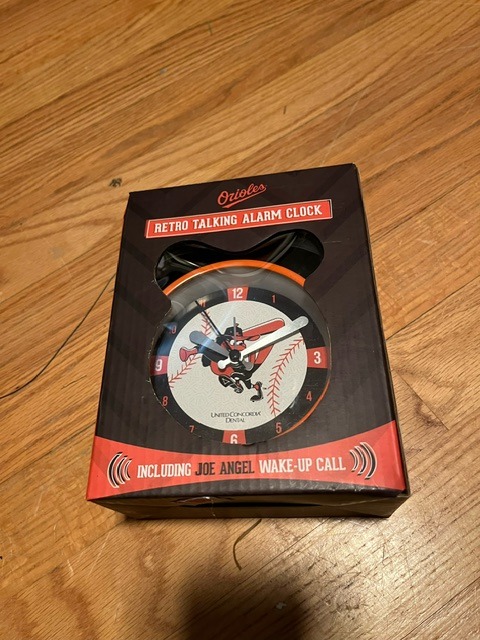 Orioles
RETRO TALKING ALARM CLOCK
12
1
3
9
4
8
5
7
6
UNITED CONCORDIA
DENTAL
INCLUDING JOE ANGEL WAKE-UP CALL